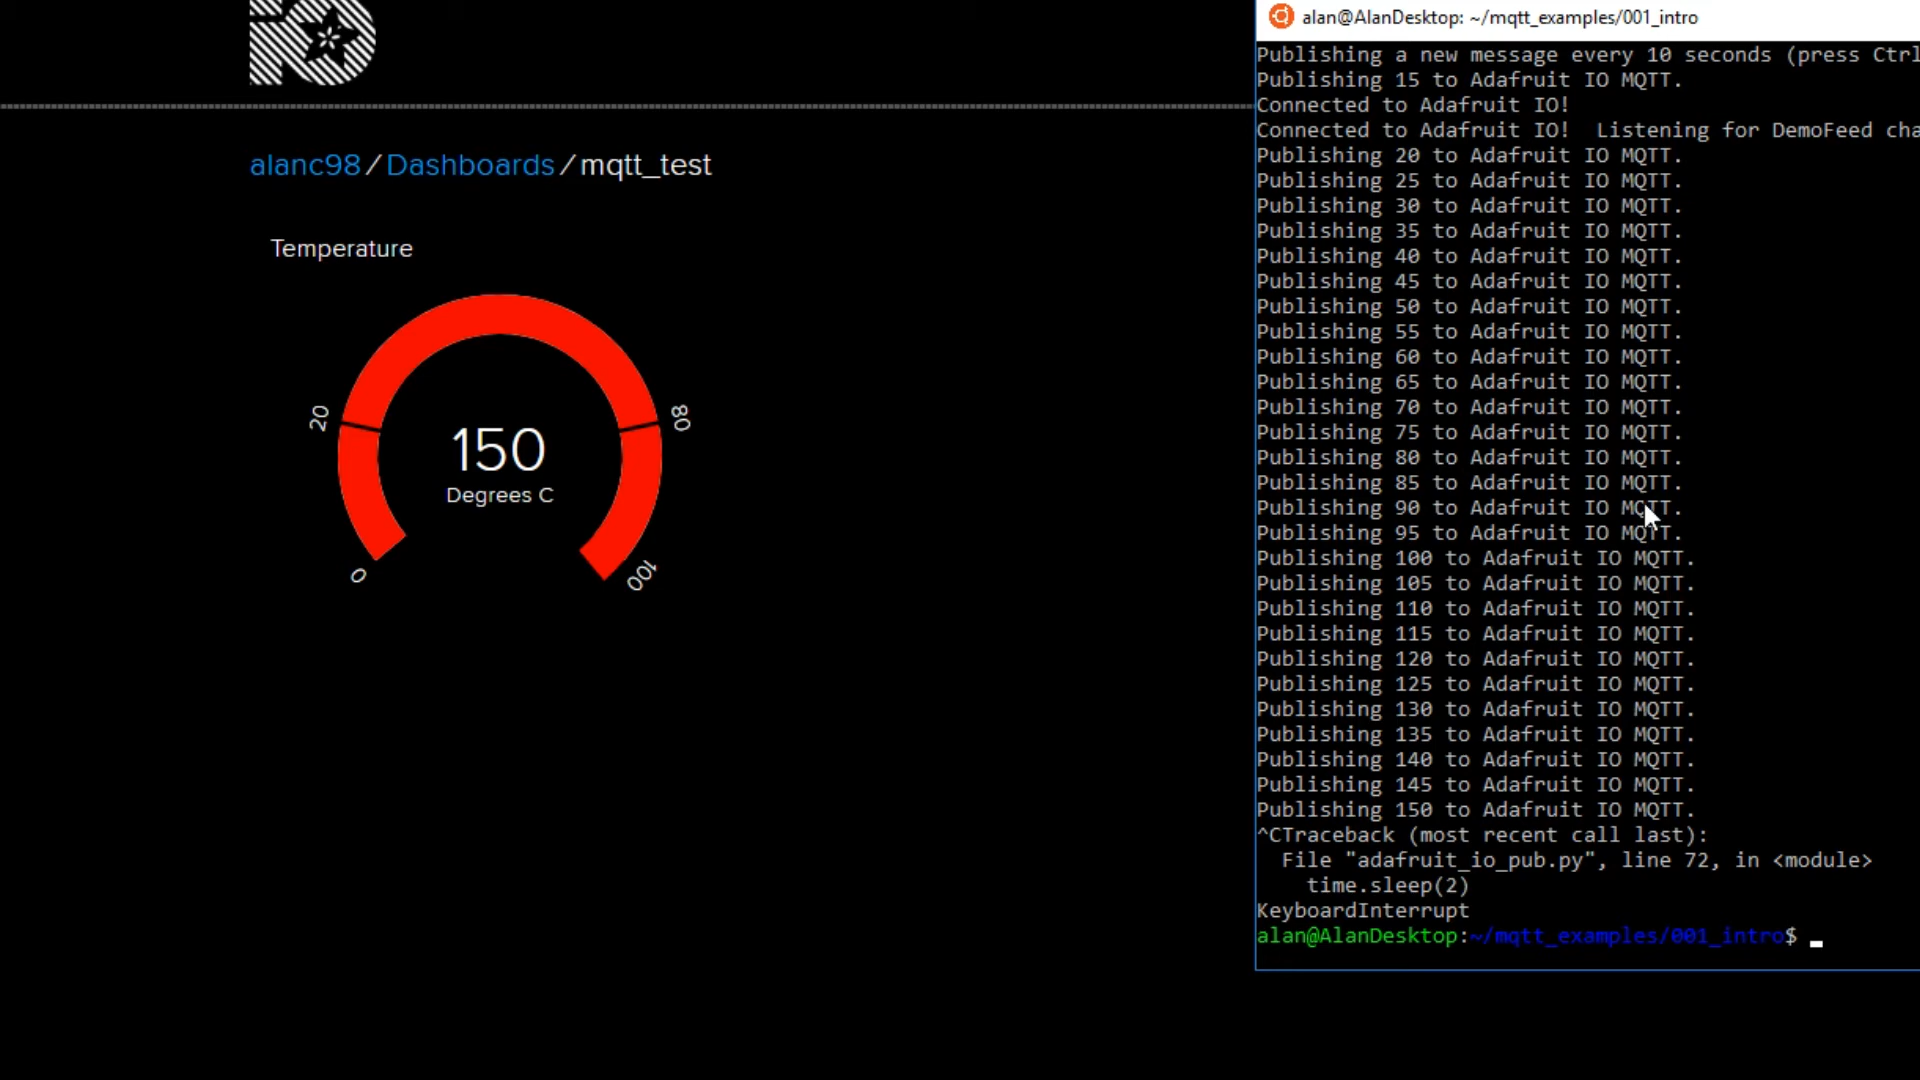 IO
alanc98/Dashboards/mqtt_test
Temperature
20
80
150
Degrees C
0
100
alan@AlanDesktop: ~/mqtt_examples/001_intro
Publishing a new message every 10 seconds (press Ctrl
Publishing 15 to Adafruit IO MQTT.
Connected to Adafruit IO!
Connected to Adafruit IO!  Listening for DemoFeed cha
Publishing 20 to Adafruit IO MQTT.
Publishing 25 to Adafruit IO MQTT.
Publishing 30 to Adafruit IO MQTT.
Publishing 35 to Adafruit IO MQTT.
Publishing 40 to Adafruit IO MQTT.
Publishing 45 to Adafruit IO MQTT.
Publishing 50 to Adafruit IO MQTT.
Publishing 55 to Adafruit IO MQTT.
Publishing 60 to Adafruit IO MQTT.
Publishing 65 to Adafruit IO MQTT.
Publishing 70 to Adafruit IO MQTT.
Publishing 75 to Adafruit IO MQTT.
Publishing 80 to Adafruit IO MQTT.
Publishing 85 to Adafruit IO MQTT.
Publishing 90 to Adafruit IO MQTT.
Publishing 95 to Adafruit IO MQTT.
Publishing 100 to Adafruit IO MQTT.
Publishing 105 to Adafruit IO MQTT.
Publishing 110 to Adafruit IO MQTT.
Publishing 115 to Adafruit IO MQTT.
Publishing 120 to Adafruit IO MQTT.
Publishing 125 to Adafruit IO MQTT.
Publishing 130 to Adafruit IO MQTT.
Publishing 135 to Adafruit IO MQTT.
Publishing 140 to Adafruit IO MQTT.
Publishing 145 to Adafruit IO MQTT.
Publishing 150 to Adafruit IO MQTT.
^CTraceback (most recent call last):
  File "adafruit_io_pub.py", line 72, in <module>
    time.sleep(2)
KeyboardInterrupt
alan@AlanDesktop:~/mqtt_examples/001_intro$